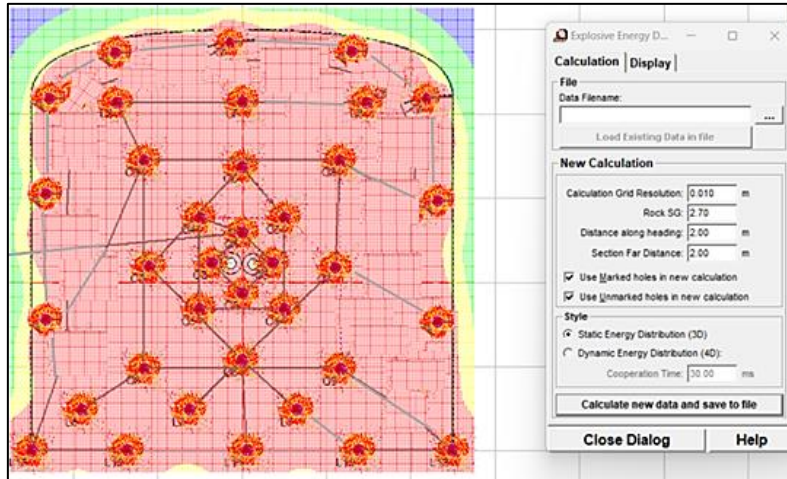 Explosive Energy D...
Calculation Display
File
Data Filename:
...
Load Existing Data in file
New Calculation
Calculation Grid Resolution: 0.010 m
Rock SG: 2.70
Distance along heading: 2.00 m
Section Far Distance: 2.00 m
Use Marked holes in new calculation
Use Unmarked holes in new calculation
Style
Static Energy Distribution (3D)
Dynamic Energy Distribution (4D):
Cooperation Time: 30.00 ms
Calculate new data and save to file
Close Dialog Help